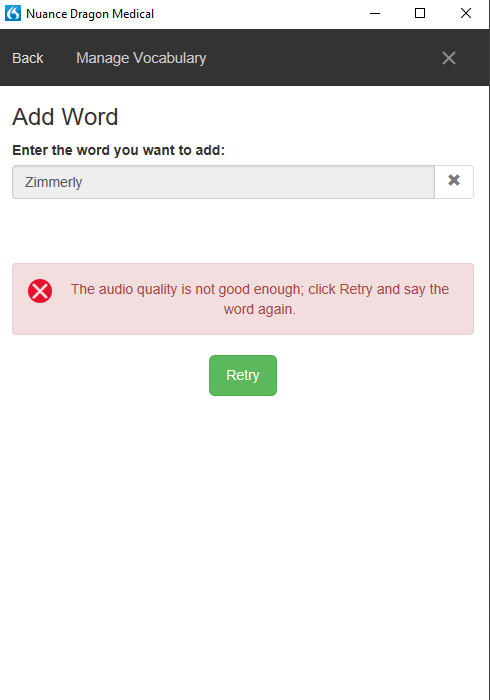 Nuance Dragon Medical
Back Manage Vocabulary
Add Word
Enter the word you want to add:
Zimmerly
The audio quality is not good enough; click Retry and say the
word again.
Retry